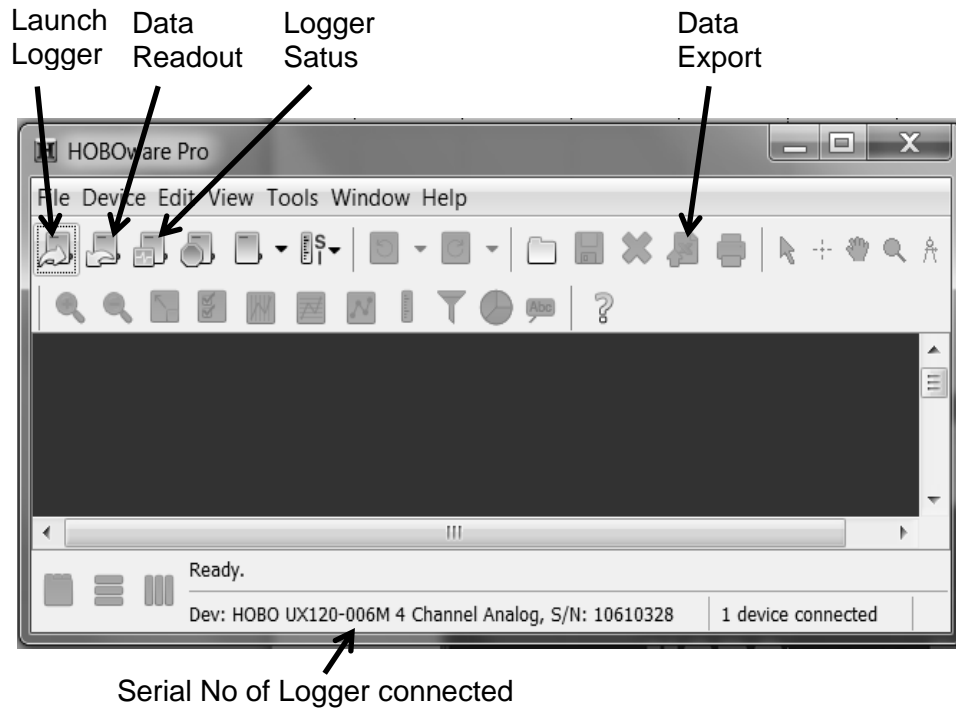 Launch Logger
Data Readout
Logger Satus
Data Export
HOBOware Pro
File Device Edit View Tools Window Help
S
I
Abc
?
Ready.
Dev: HOBO UX120-006M 4 Channel Analog, S/N: 10610328
1 device connected
Serial No of Logger connected